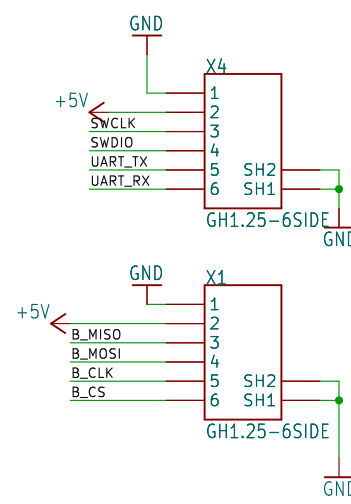 GND
X4
1
+5V
2
SWCLK
3
SWDIO
4
UART_TX
5
SH2
UART_RX
6
SH1
GH1.25-6SIDE
GND
GND
X1
1
+5V
2
B_MISO
3
B_MOSI
4
B_CLK
5
SH2
B_CS
6
SH1
GH1.25-6SIDE
GND